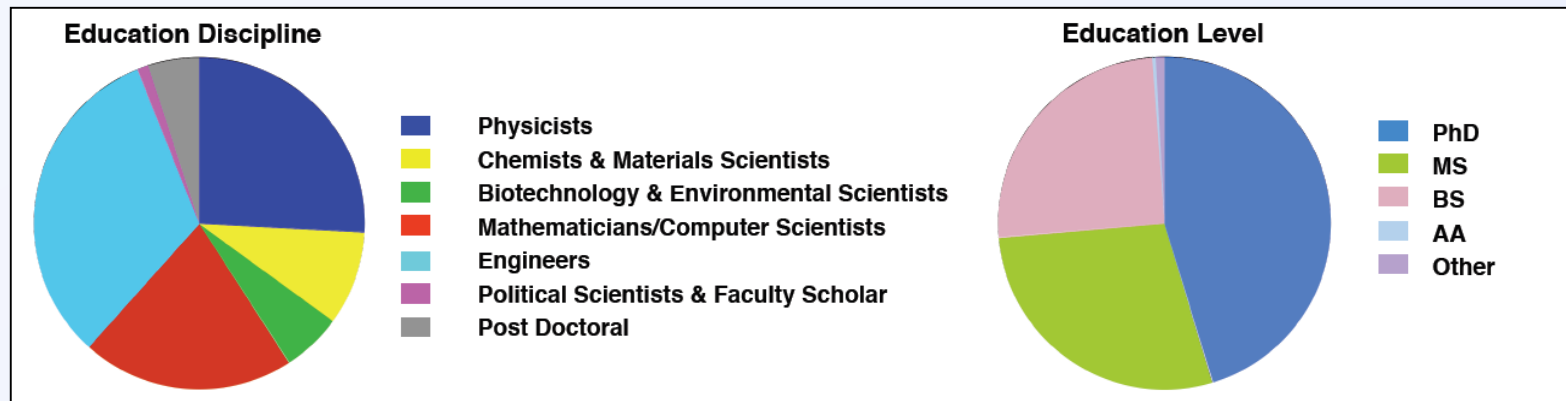 Education Discipline
Physicists
Chemists & Materials Scientists
Biotechnology & Environmental Scientists
Mathematicians/Computer Scientists
Engineers
Political Scientists & Faculty Scholar
Post Doctoral
Education Level
PhD
MS
BS
AA
Other